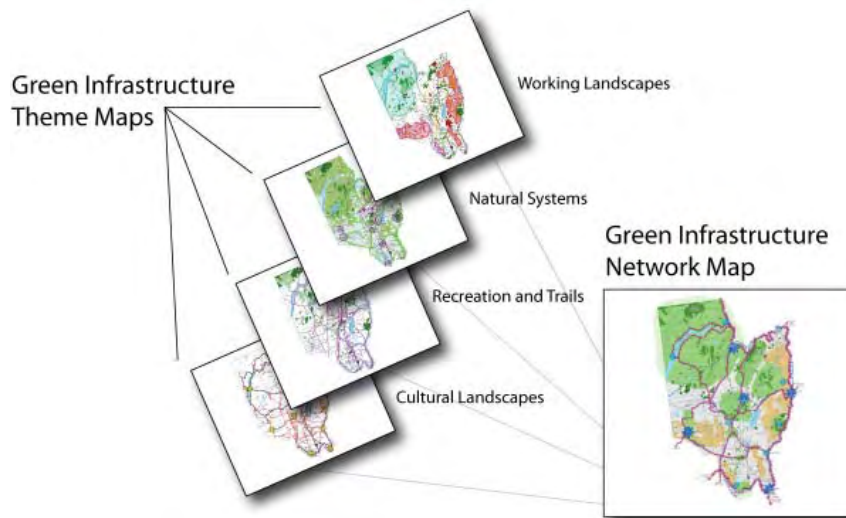 Green Infrastructure
Theme Maps
Working Landscapes
Natural Systems
Green Infrastructure
Network Map
Recreation and Trails
Cultural Landscapes